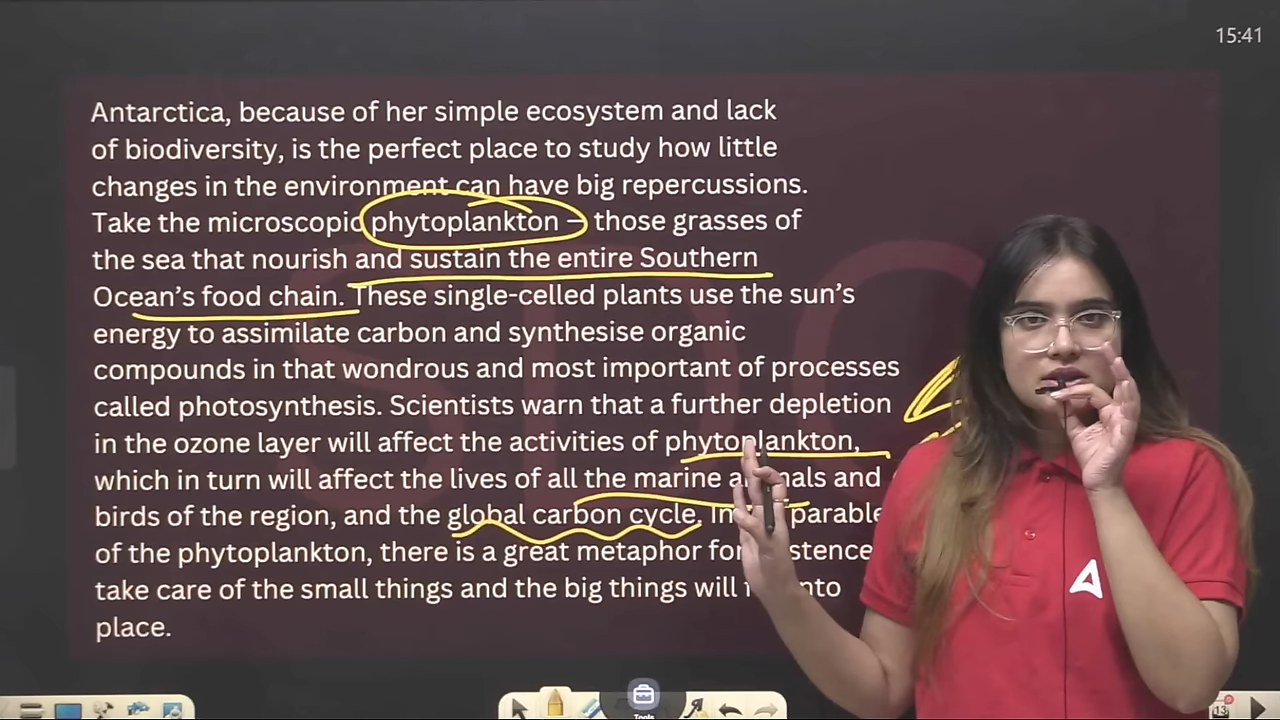 15:41
Antarctica, because of her simple ecosystem and lack
of biodiversity, is the perfect place to study how little
changes in the environment can have big repercussions.
Take the microscopic phytoplankton – those grasses of
the sea that nourish and sustain the entire Southern
Ocean’s food chain. These single-celled plants use the sun’s
energy to assimilate carbon and synthesise organic
compounds in that wondrous and most important of processes
called photosynthesis. Scientists warn that a further depletion
in the ozone layer will affect the activities of phytoplankton,
which in turn will affect the lives of all the marine and
birds of the region, and the global carbon cycle.
of the phytoplankton, there is a great metaphor for
take care of the small things and the big things will
place.
Tools